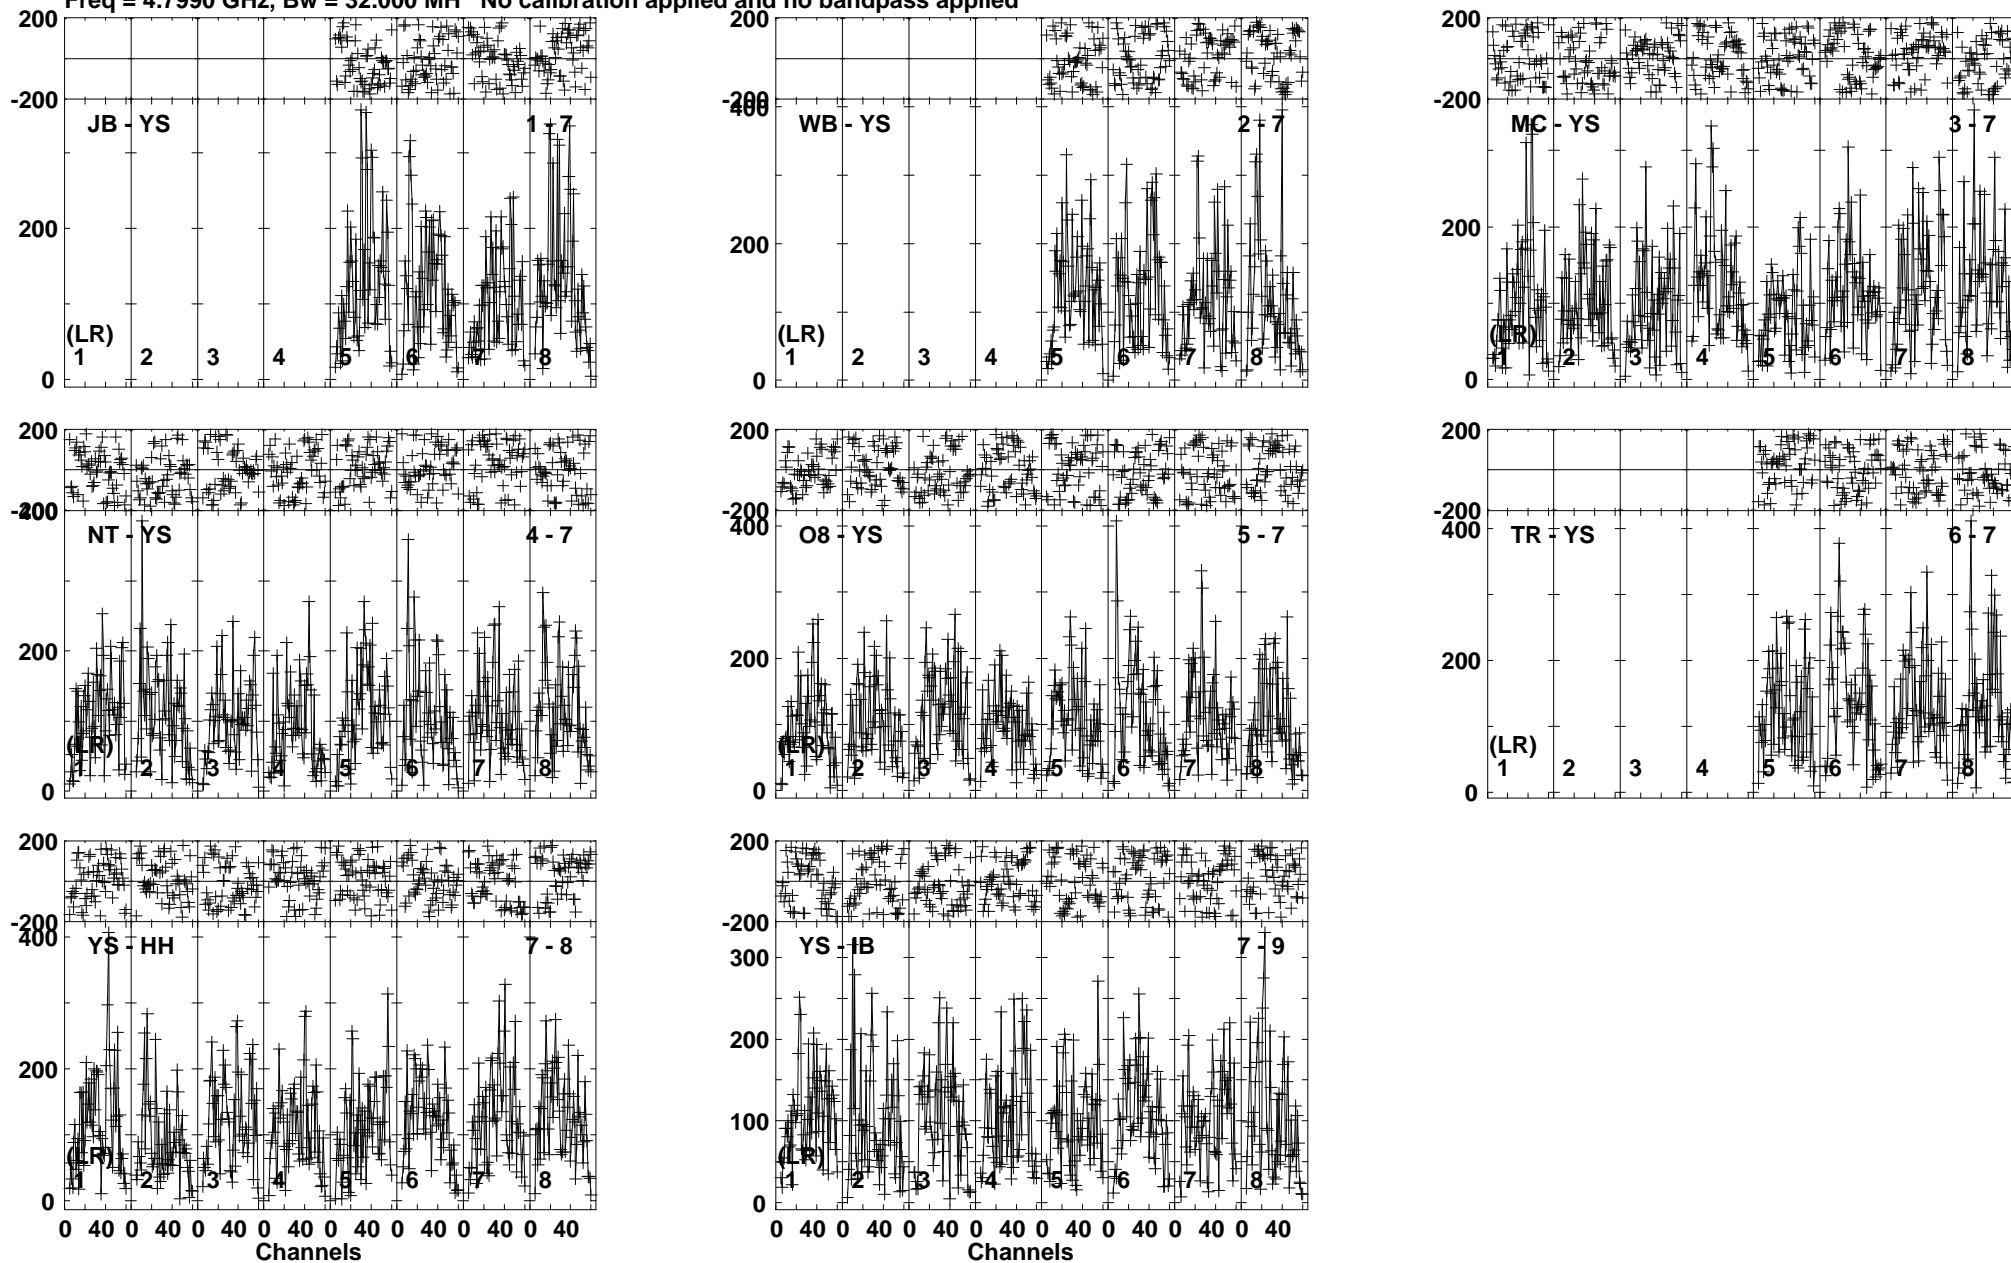 Freq = 4.7990 GHz, Bw = 32.000 MH No calibration applied and no bandpass applied
200
-200
JB - YS
1 - 7
200
(LR)
1 2 3 4 5 6 7 8
0
200
-200
400
WB - YS
2 - 7
200
(LR)
1 2 3 4 5 6 7 8
0
200
-200
MC - YS
3 - 7
200
(LR)
1 2 3 4 5 6 7 8
0
200
-200
400
NT - YS
4 - 7
200
(LR)
1 2 3 4 5 6 7 8
0
200
-200
400
O8 - YS
5 - 7
200
(LR)
1 2 3 4 5 6 7 8
0
200
-200
400
TR - YS
6 - 7
200
(LR)
1 2 3 4 5 6 7 8
0
200
-200
400
YS - HH
7 - 8
200
(LR)
1 2 3 4 5 6 7 8
0
0 40 0 40 0 40 0 40 0 40 0 40 0 40 0 40
Channels
200
-200
300
YS - IB
7 - 9
200
100
(LR)
1 2 3 4 5 6 7 8
0
0 40 0 40 0 40 0 40 0 40 0 40 0 40 0 40
Channels